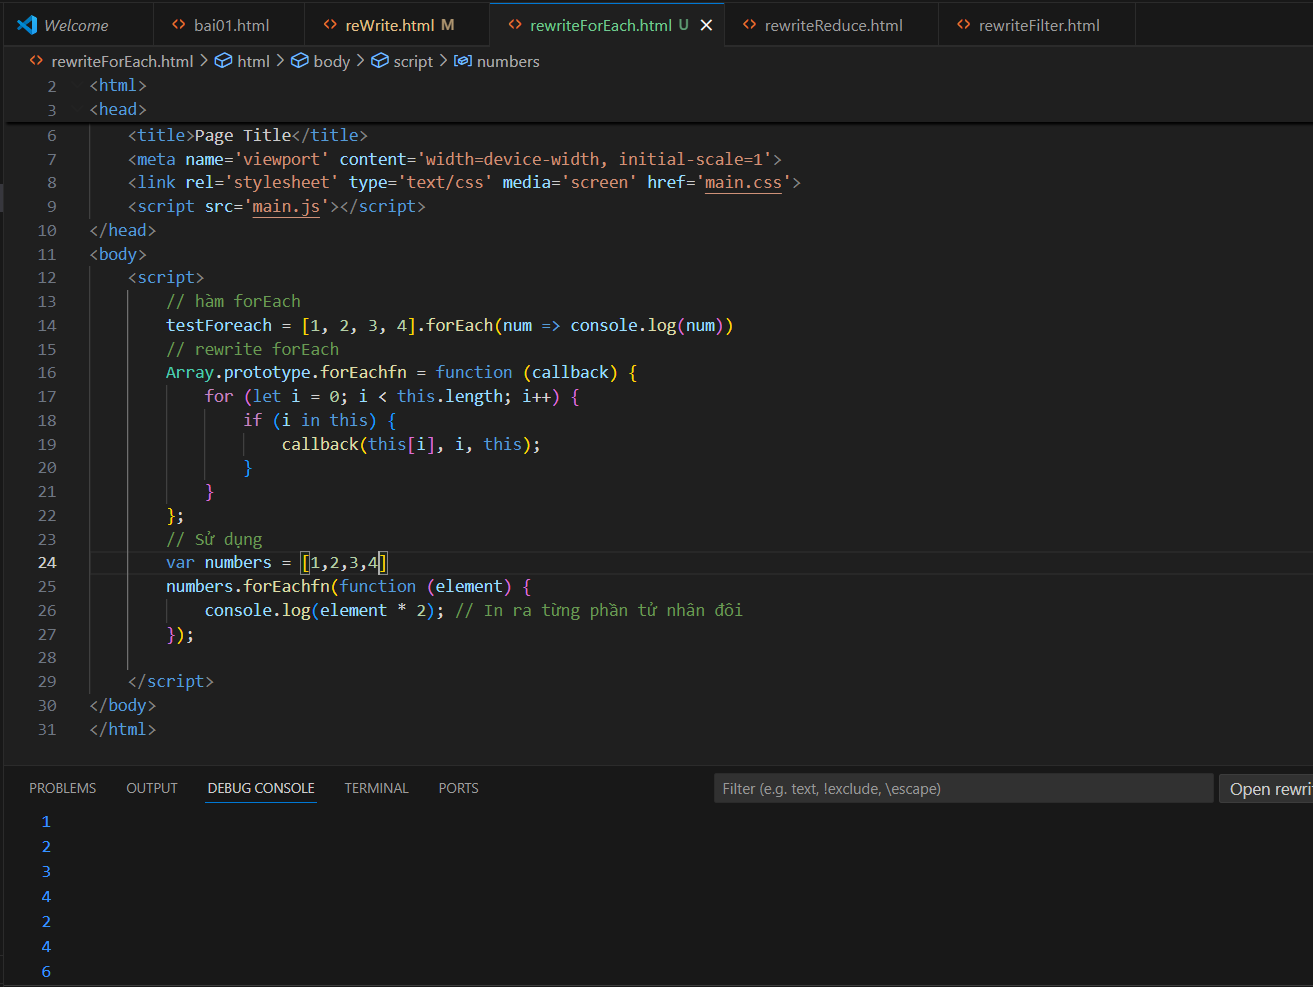 Welcome bai01.html reWrite.html M rewriteForEach.html U rewriteReduce.html rewriteFilter.html
rewriteForEach.html > html > body > script > numbers
2 <html>
3 <head>
6 <title>Page Title</title>
7 <meta name='viewport' content='width=device-width, initial-scale=1'>
8 <link rel='stylesheet' type='text/css' media='screen' href='main.css'>
9 <script src='main.js'></script>
10 </head>
11 <body>
12 <script>
13 // hàm forEach
14 testForeach = [1, 2, 3, 4].forEach(num => console.log(num))
15 // rewrite forEach
16 Array.prototype.forEachfn = function (callback) {
17 for (let i = 0; i < this.length; i++) {
18 if (i in this) {
19 callback(this[i], i, this);
20 }
21 }
22 };
23 // Sử dụng
24 var numbers = [1,2,3,4]
25 numbers.forEachfn(function (element) {
26 console.log(element * 2); // In ra từng phần tử nhân đôi
27 });
28
29 </script>
30 </body>
31 </html>
PROBLEMS OUTPUT DEBUG CONSOLE TERMINAL PORTS Filter (e.g. text, !exclude, \escape) Open rewri
1
2
3
4
2
4
6